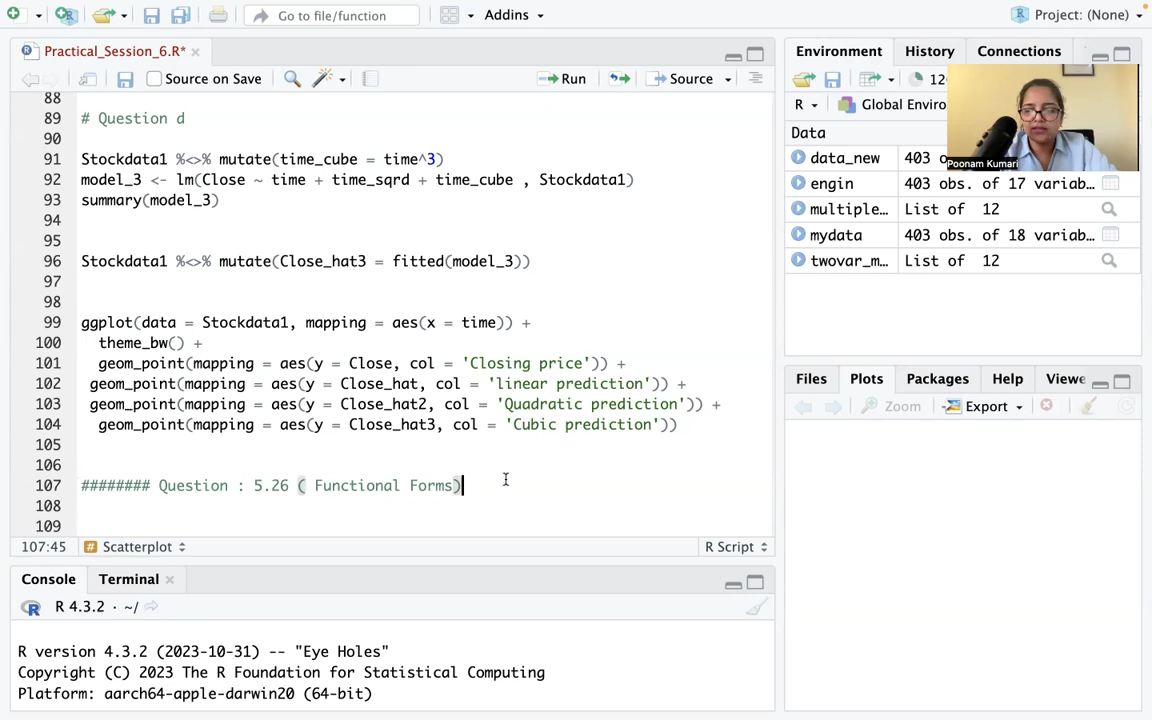 Go to file/function
Addins
Project: (None)
Practical_Session_6.R*
Source on Save
Run
Source
88
89 # Question d
90
91 Stockdata1 %<>% mutate(time_cube = time^3)
92 model_3 <- lm(Close ~ time + time_sqrd + time_cube , Stockdata1)
93 summary(model_3)
94
95
96 Stockdata1 %<>% mutate(Close_hat3 = fitted(model_3))
97
98
99 ggplot(data = Stockdata1, mapping = aes(x = time)) +
100 theme_bw() +
101 geom_point(mapping = aes(y = Close, col = 'Closing price')) +
102 geom_point(mapping = aes(y = Close_hat, col = 'linear prediction')) +
103 geom_point(mapping = aes(y = Close_hat2, col = 'Quadratic prediction')) +
104 geom_point(mapping = aes(y = Close_hat3, col = 'Cubic prediction'))
105
106
107 ######## Question : 5.26 ( Functional Forms)
108
109
107:45 Scatterplot R Script
Console Terminal
R 4.3.2 · ~/
R version 4.3.2 (2023-10-31) -- "Eye Holes"
Copyright (C) 2023 The R Foundation for Statistical Computing
Platform: aarch64-apple-darwin20 (64-bit)
Environment History Connections
R Global Enviro
Data
data_new 403 o
engin 403 obs. of 17 variab…
multiple… List of 12
mydata 403 obs. of 18 variab…
twovar_m… List of 12
Poonam Kumari
Files Plots Packages Help Viewe
Zoom Export